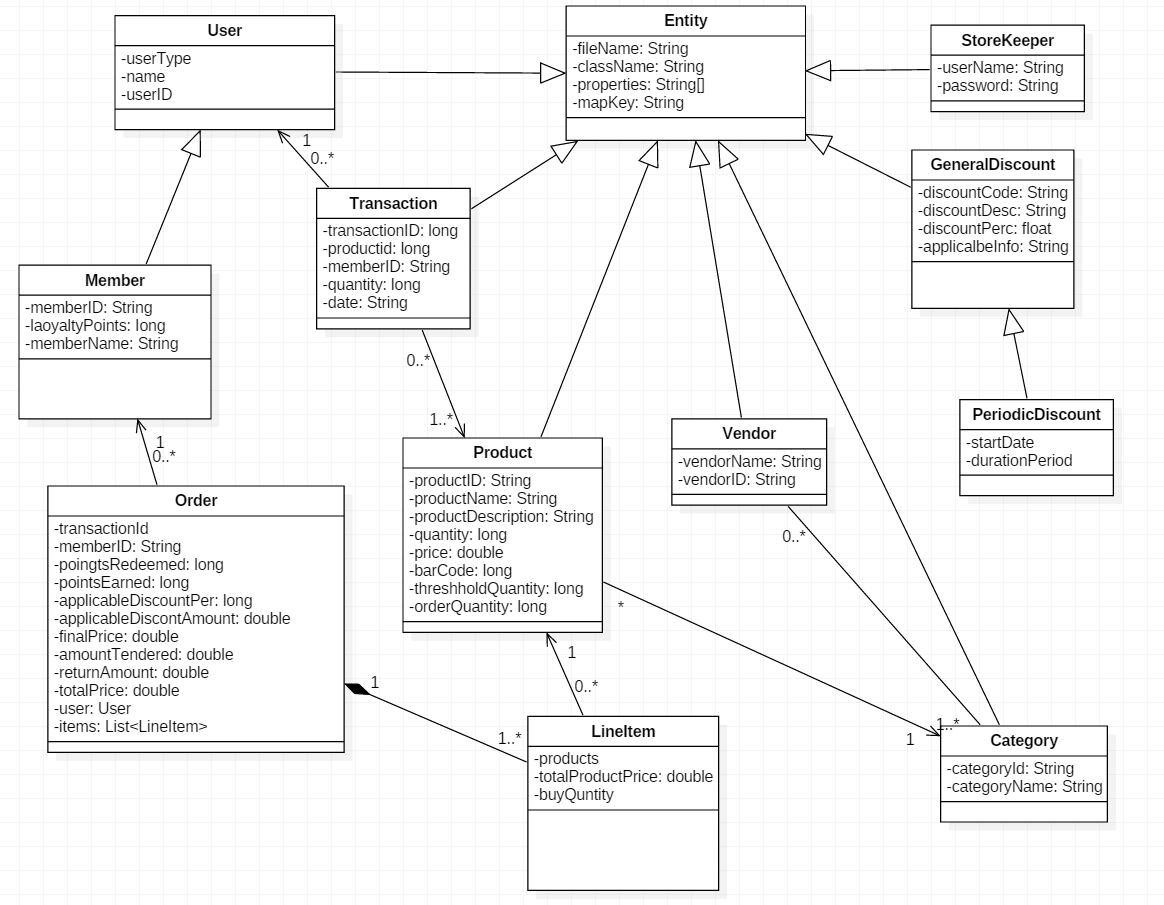 User
-userType
-name
-userID
Entity
-fileName: String
-className: String
-properties: String[]
-mapKey: String
StoreKeeper
-userName: String
-password: String
1
0..*
Transaction
-transactionID: long
-productid: long
-memberID: String
-quantity: long
-date: String
GeneralDiscount
-discountCode: String
-discountDesc: String
-discountPerc: float
-applicalbeInfo: String
Member
-memberID: String
-laoyaltyPoints: long
-memberName: String
0..*
1..*
1
0..*
PeriodicDiscount
-startDate
-durationPeriod
Vendor
-vendorName: String
-vendorID: String
0..*
Product
-productID: String
-productName: String
-productDescription: String
-quantity: long
-price: double
-barCode: long
-threshholdQuantity: long
-orderQuantity: long
*
Order
-transactionId
-memberID: String
-poingtsRedeemed: long
-pointsEarned: long
-applicableDiscountPer: long
-applicableDiscontAmount: double
-finalPrice: double
-amountTendered: double
-returnAmount: double
-totalPrice: double
-user: User
-items: List<LineItem>
1
1..*
1
0..*
LineItem
-products
-totalProductPrice: double
-buyQuntity
1..*
1
Category
-categoryId: String
-categoryName: String